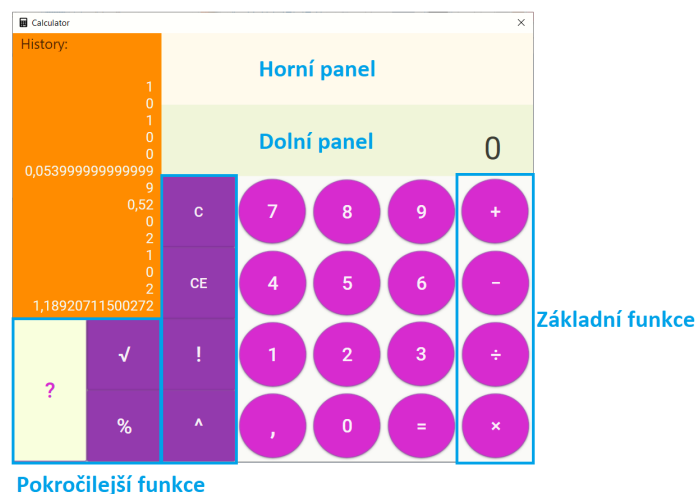 Calculator
History:
1
0
1
0
0
0,053999999999999
9
0,52
0
2
1
0
2
1,18920711500272
Horní panel
Dolní panel
0
C 7 8 9 +
CE 4 5 6 −
Základní funkce
? √ ! 1 2 3 ÷
% ^ , 0 = ×
Pokročilejší funkce